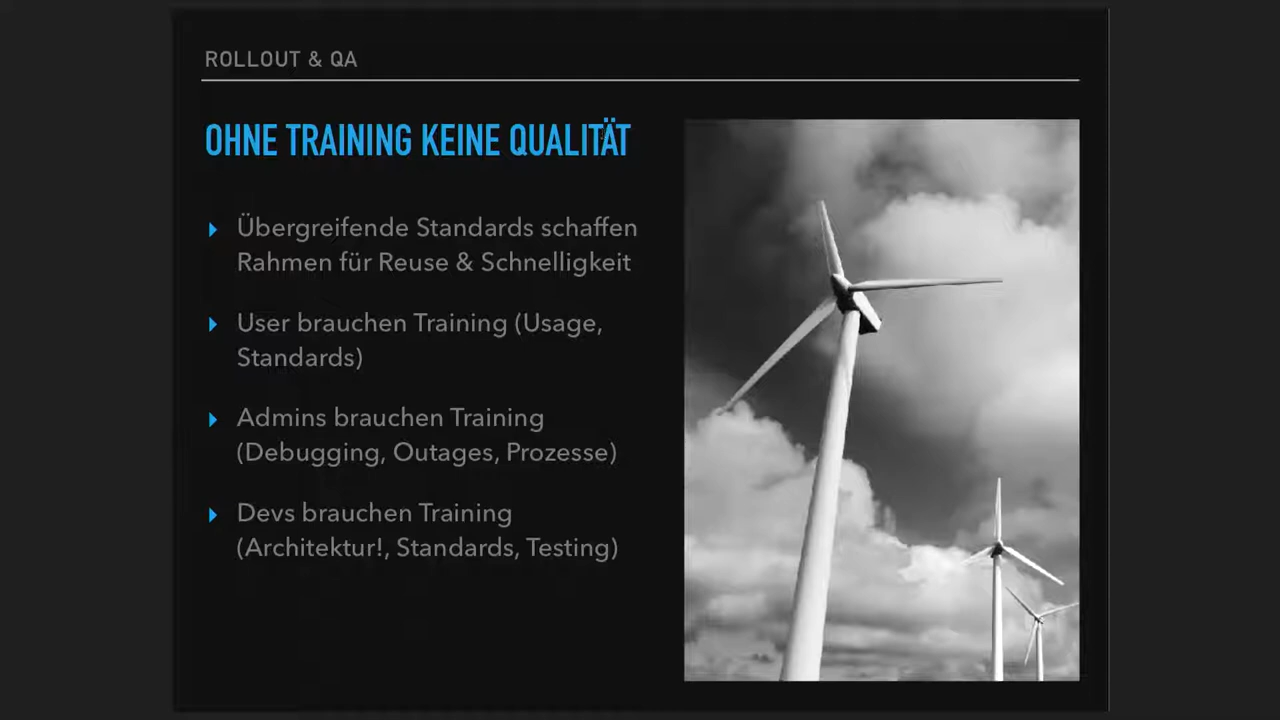 ROLLOUT & QA
OHNE TRAINING KEINE QUALITÄT
Übergreifende Standards schaffen
Rahmen für Reuse & Schnelligkeit
User brauchen Training (Usage,
Standards)
Admins brauchen Training
(Debugging, Outages, Prozesse)
Devs brauchen Training
(Architektur!, Standards, Testing)